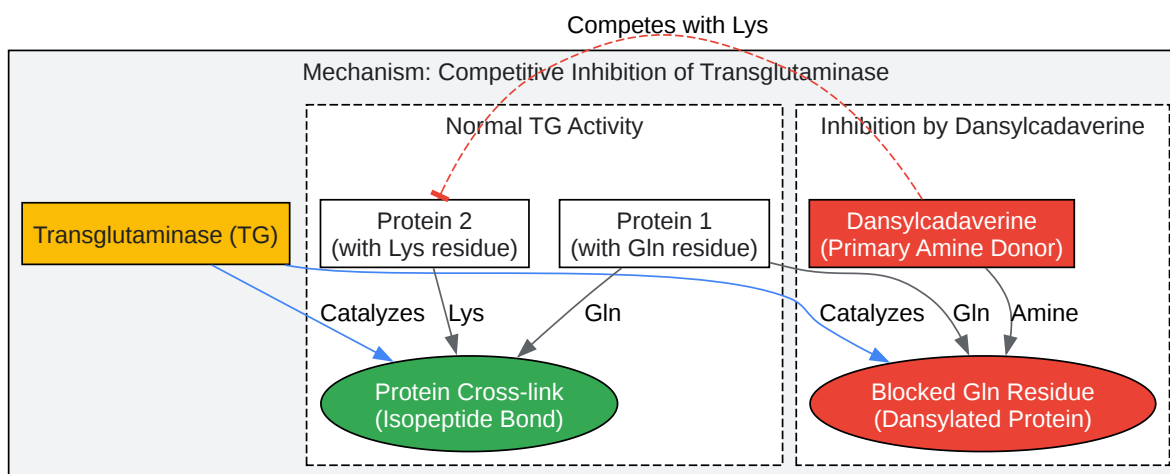 Competes with Lys
Mechanism: Competitive Inhibition of Transglutaminase
Normal TG Activity
Inhibition by Dansylcadaverine
Transglutaminase (TG)
Protein 2
(with Lys residue)
Protein 1
(with Gln residue)
Dansylcadaverine
(Primary Amine Donor)
Catalyzes
Lys
Gln
Catalyzes
Gln
Amine
Protein Cross-link
(Isopeptide Bond)
Blocked Gln Residue
(Dansylated Protein)